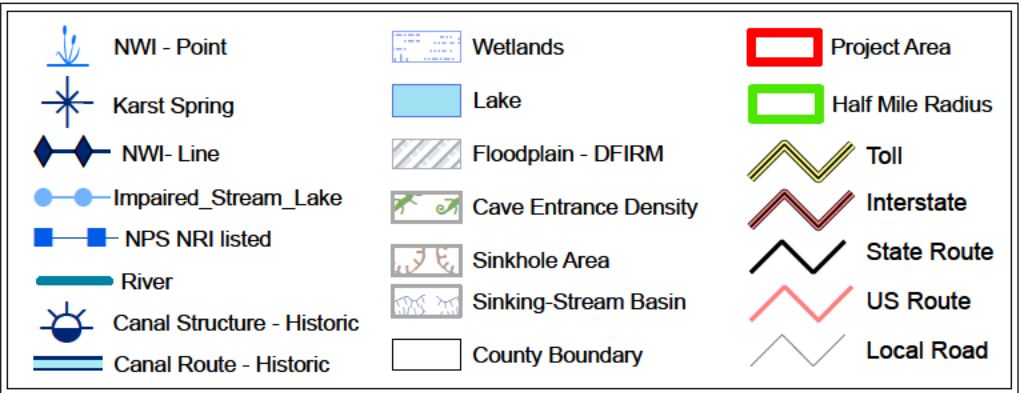 NWI - Point
Karst Spring
NWI- Line
Impaired_Stream_Lake
NPS NRI listed
River
Canal Structure - Historic
Canal Route - Historic
Wetlands
Lake
Floodplain - DFIRM
Cave Entrance Density
Sinkhole Area
Sinking-Stream Basin
County Boundary
Project Area
Half Mile Radius
Toll
Interstate
State Route
US Route
Local Road